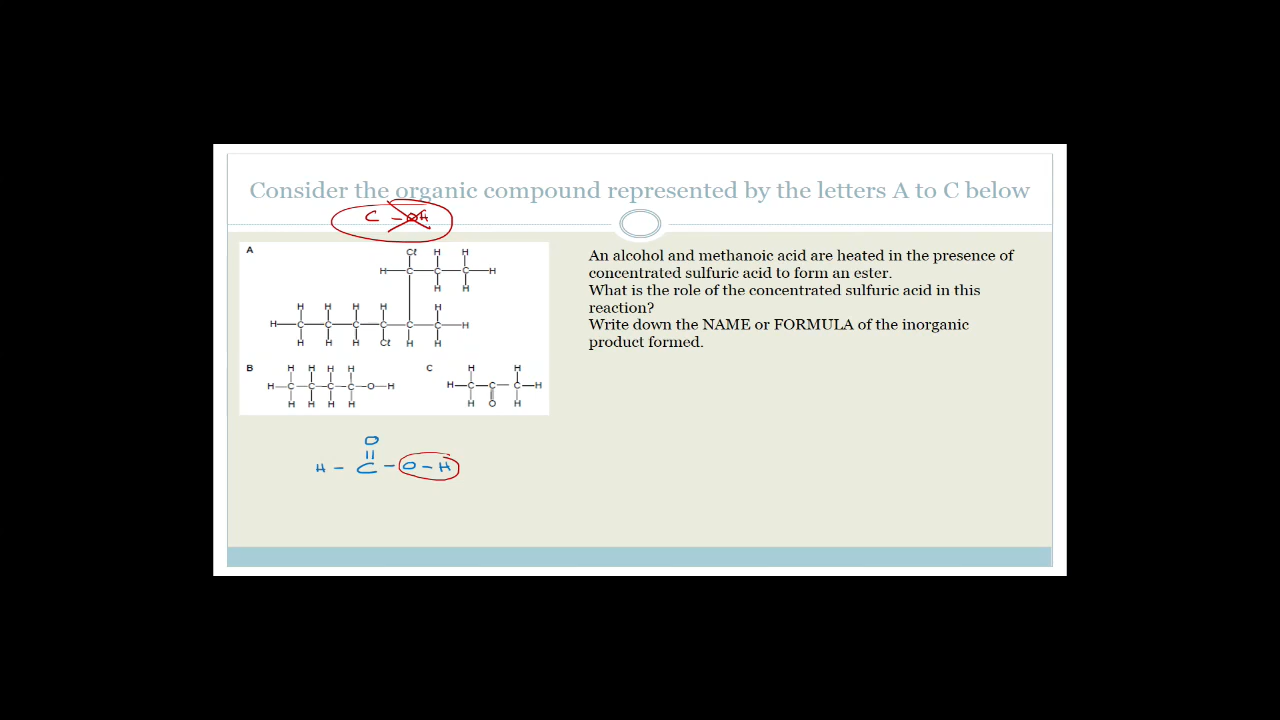 Consider the organic compound represented by the letters A to C below
C - OH
A
Cl H H
H C C C H
H H
H H H H H
H C C C C C C H
H H H Cl H H
B
H H H H
H C C C C O H
H H H H
C
H H
H C C C H
H O H
O
H - C - O - H
An alcohol and methanoic acid are heated in the presence of
concentrated sulfuric acid to form an ester.
What is the role of the concentrated sulfuric acid in this
reaction?
Write down the NAME or FORMULA of the inorganic
product formed.